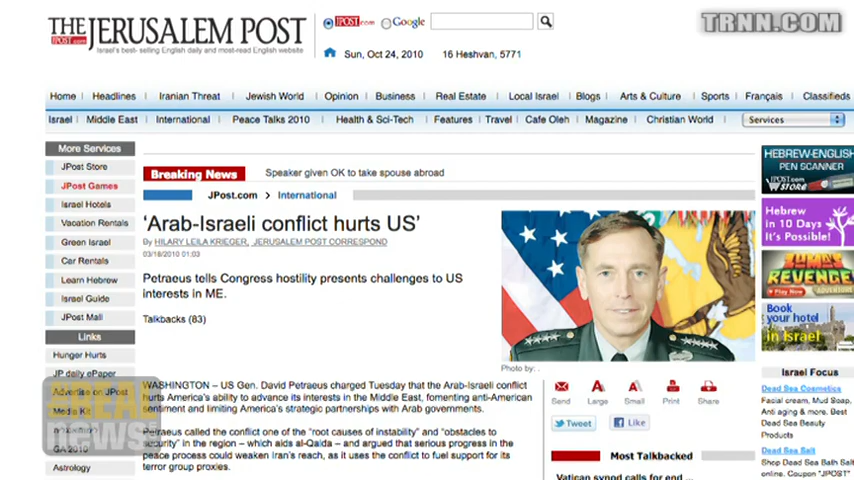 TRNN.COM
THE JERUSALEM POST
JPOST.com
Israel's best- selling English daily and most-read English website
JPOST.com Google
Sun, Oct 24, 2010 16 Heshvan, 5771
Home Headlines Iranian Threat Jewish World Opinion Business Real Estate Local Israel Blogs Arts & Culture Sports Français Classifieds
Israel Middle East International Peace Talks 2010 Health & Sci-Tech Features Travel Cafe Oleh Magazine Christian World Services
More Services
JPost Store
JPost Games
Israel Hotels
Vacation Rentals
Green Israel
Car Rentals
Learn Hebrew
Israel Guide
JPost Mall
Links
Hunger Hurts
JP daily ePaper
Advertise on JPost
Media Kit
GA 2010
Astrology
REAL
news
Breaking News Speaker given OK to take spouse abroad
JPost.com > International
'Arab-Israeli conflict hurts US'
By HILARY LEILA KRIEGER, JERUSALEM POST CORRESPOND
03/18/2010 01:03
Petraeus tells Congress hostility presents challenges to US
interests in ME.
Talkbacks (83)
Photo by: .
WASHINGTON – US Gen. David Petraeus charged Tuesday that the Arab-Israeli conflict
hurts America's ability to advance its interests in the Middle East, fomenting anti-American
sentiment and limiting America's strategic partnerships with Arab governments.
Petraeus called the conflict one of the "root causes of instability" and "obstacles to
security" in the region – which aids al-Qaida – and argued that serious progress in the
peace process could weaken Iran's reach, as it uses the conflict to fuel support for its
terror group proxies.
Send Large Small Print Share
Tweet Like
Most Talkbacked
Vatican synod calls for end ...
HEBREW-ENGLISH
PEN SCANNER
JPOST.com
STORE
Hebrew
in 10 Days
It's Possible!
ZUMA'S
REVENGE
Play Now
Adventure
Book
your hotel
in Israel
Israel Focus
Dead Sea Cosmetics
Facial cream, Mud Soap,
Anti aging & more. Best
Dead Sea Beauty
Products
Dead Sea Salt
Shop Dead Sea Bath Salt
online. Coupon "JPOST"